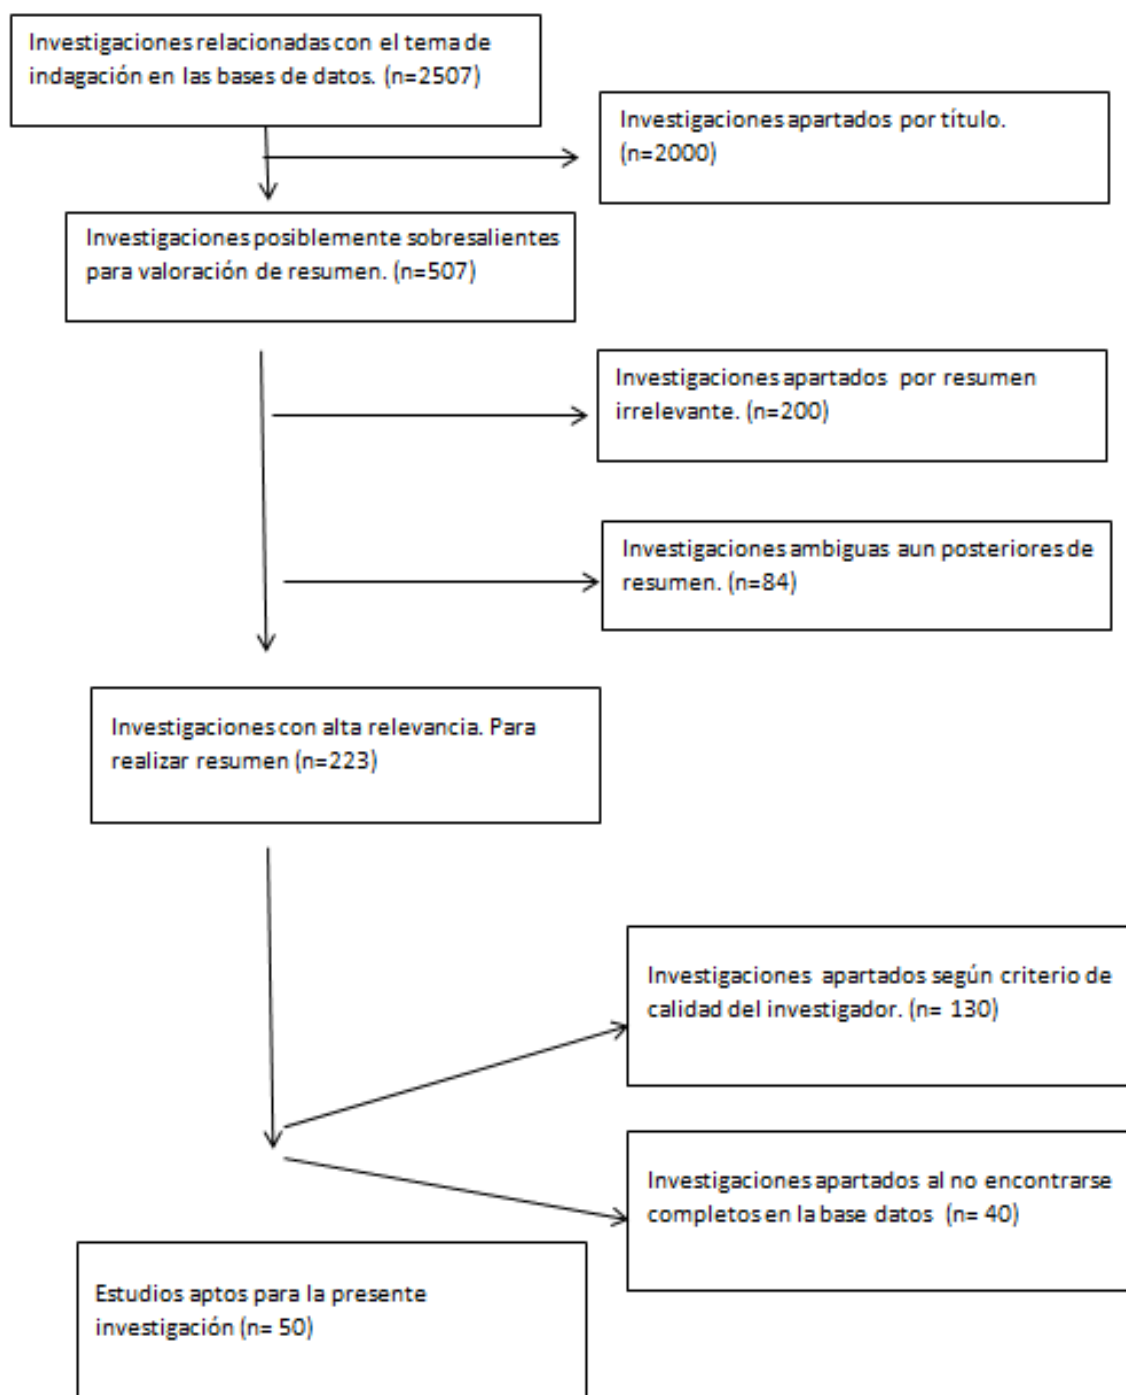 Investigaciones relacionadas con el tema de
indagación en las bases de datos. (n=2507)
Investigaciones apartados por título.
(n=2000)
Investigaciones posiblemente sobresalientes
para valoración de resumen. (n=507)
Investigaciones apartados por resumen
irrelevante. (n=200)
Investigaciones ambiguas aun posteriores de
resumen. (n=84)
Investigaciones con alta relevancia. Para
realizar resumen (n=223)
Investigaciones apartados según criterio de
calidad del investigador. (n= 130)
Investigaciones apartados al no encontrarse
completos en la base datos (n= 40)
Estudios aptos para la presente
investigación (n= 50)